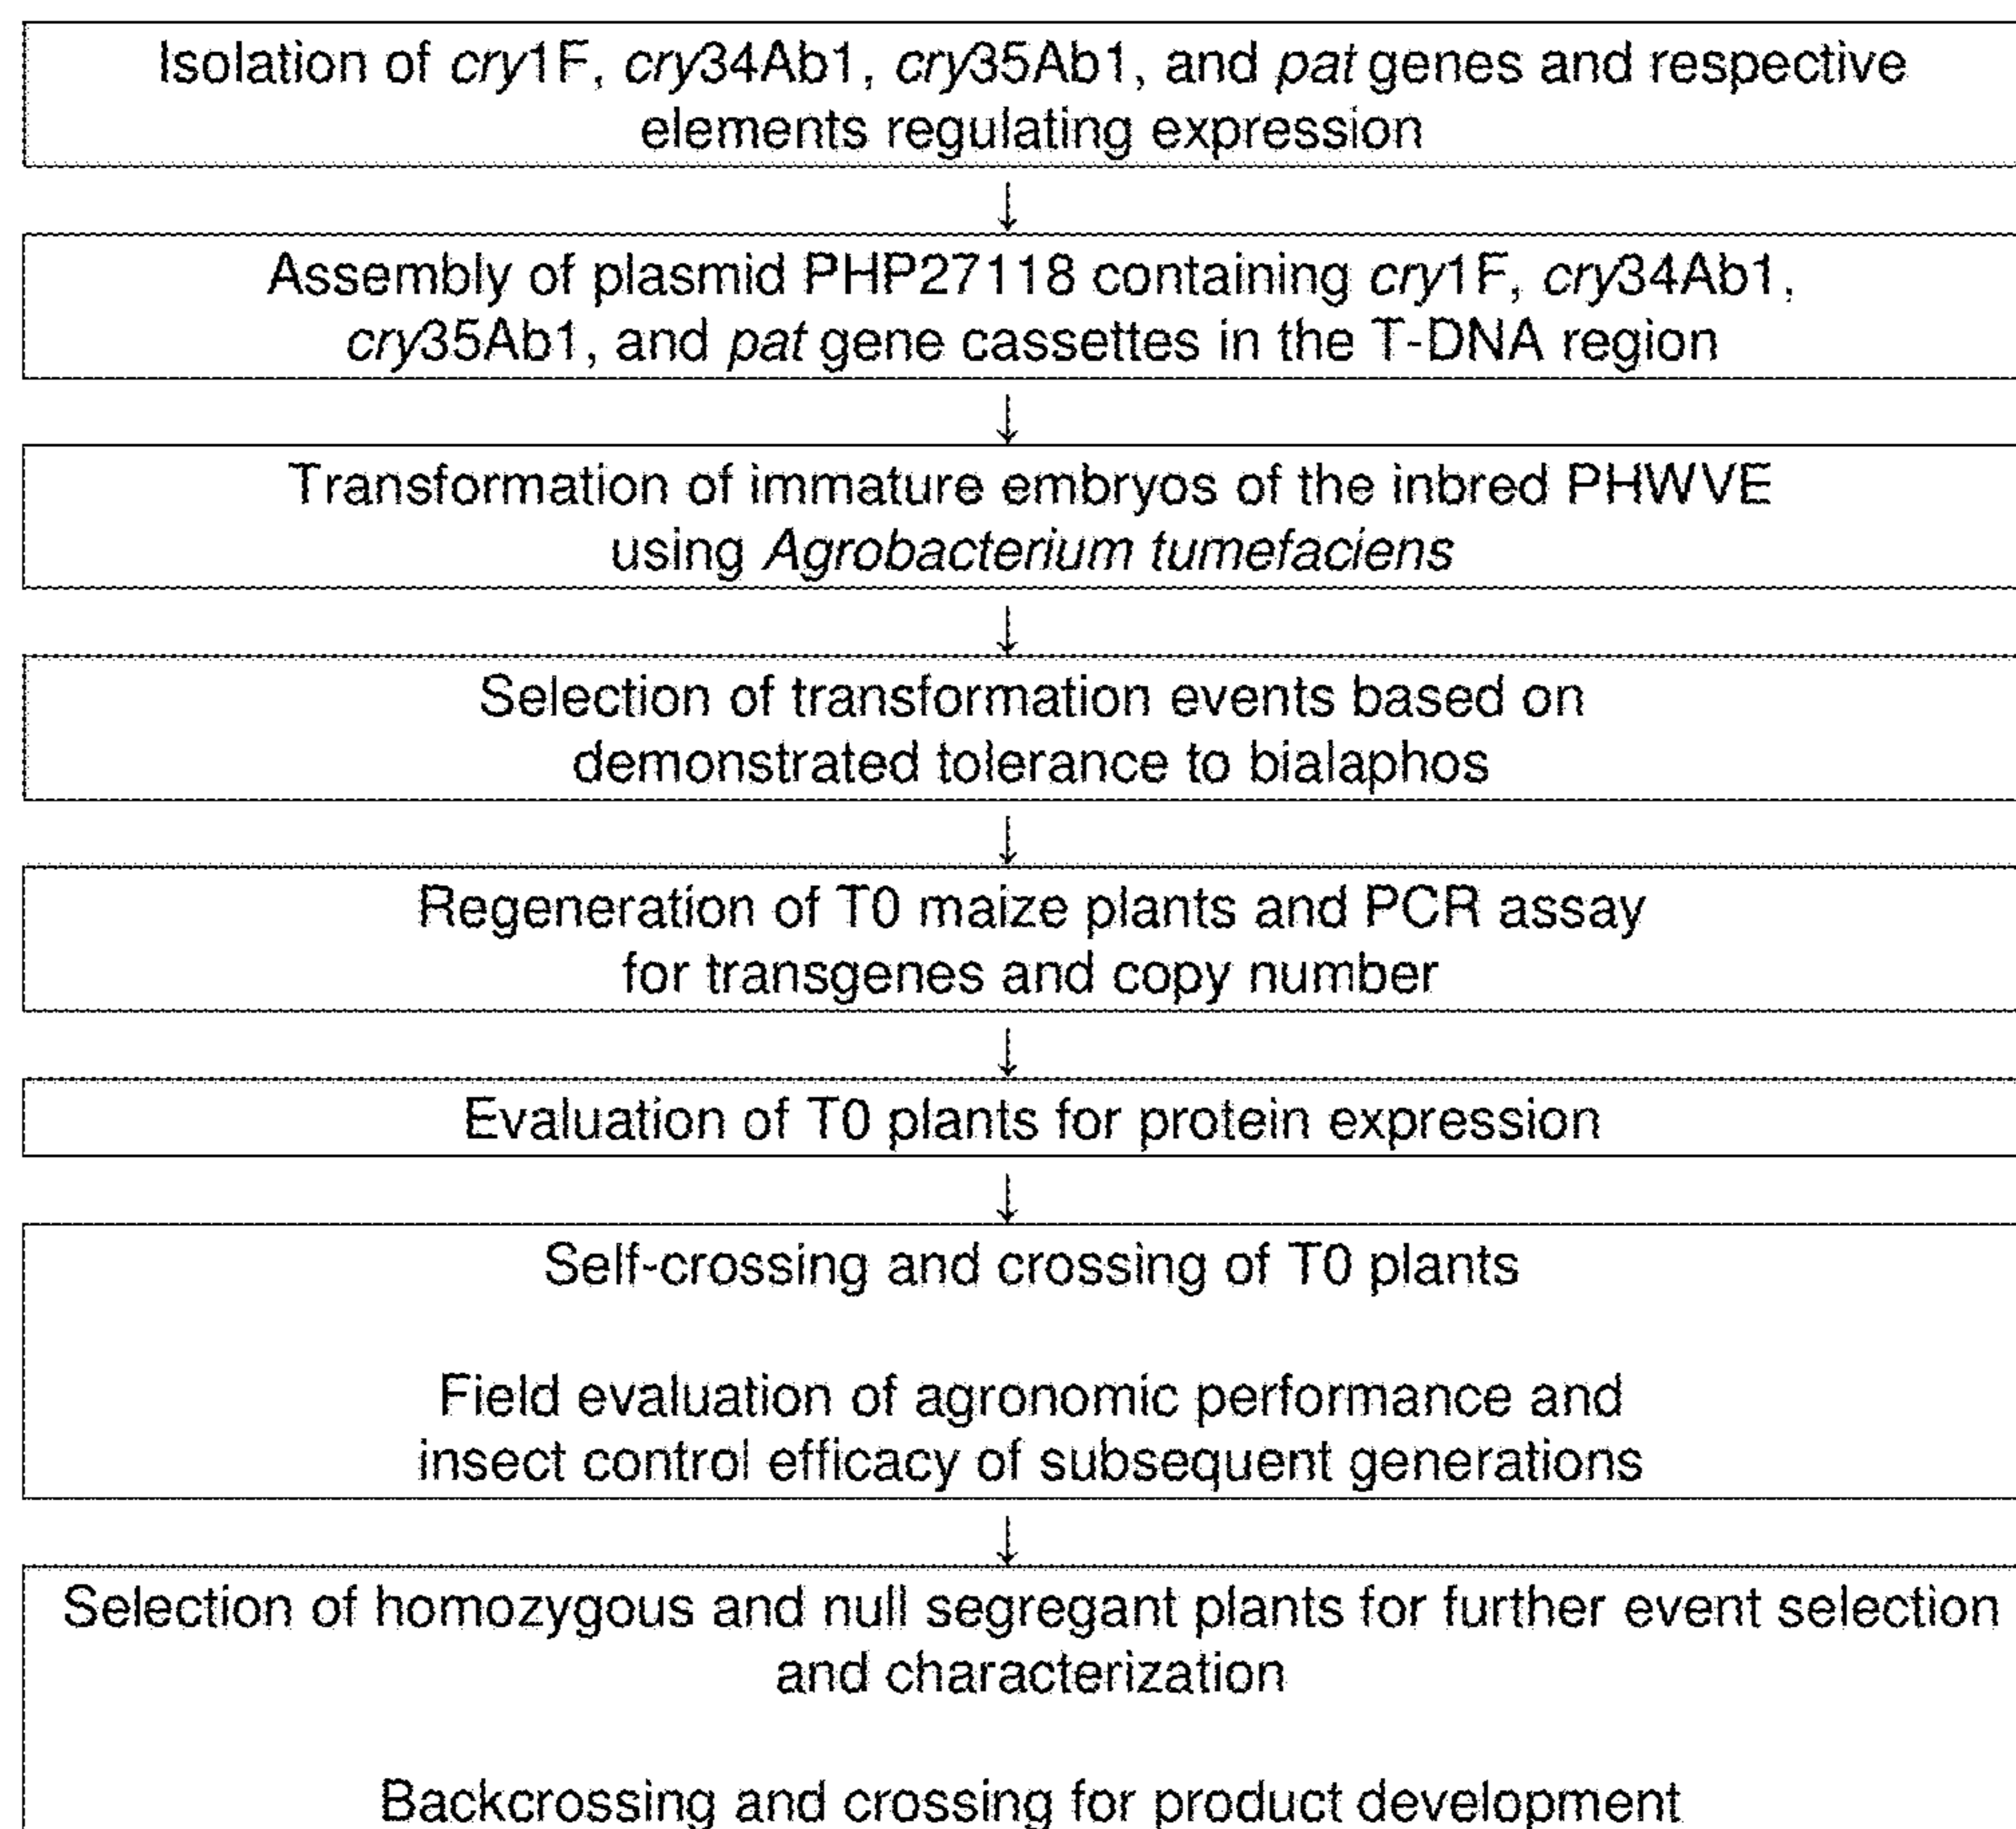 Isolation of cry1F, cry34Ab1, cry35Ab1, and pat genes and respective
elements regulating expression
↓
Assembly of plasmid PHP27118 containing cry1F, cry34Ab1,
cry35Ab1, and pat gene cassettes in the T-DNA region
↓
Transformation of immature embryos of the inbred PHWVE
using Agrobacterium tumefaciens
↓
Selection of transformation events based on
demonstrated tolerance to bialaphos
↓
Regeneration of T0 maize plants and PCR assay
for transgenes and copy number
↓
Evaluation of T0 plants for protein expression
↓
Self-crossing and crossing of T0 plants
Field evaluation of agronomic performance and
insect control efficacy of subsequent generations
↓
Selection of homozygous and null segregant plants for further event selection
and characterization
Backcrossing and crossing for product development